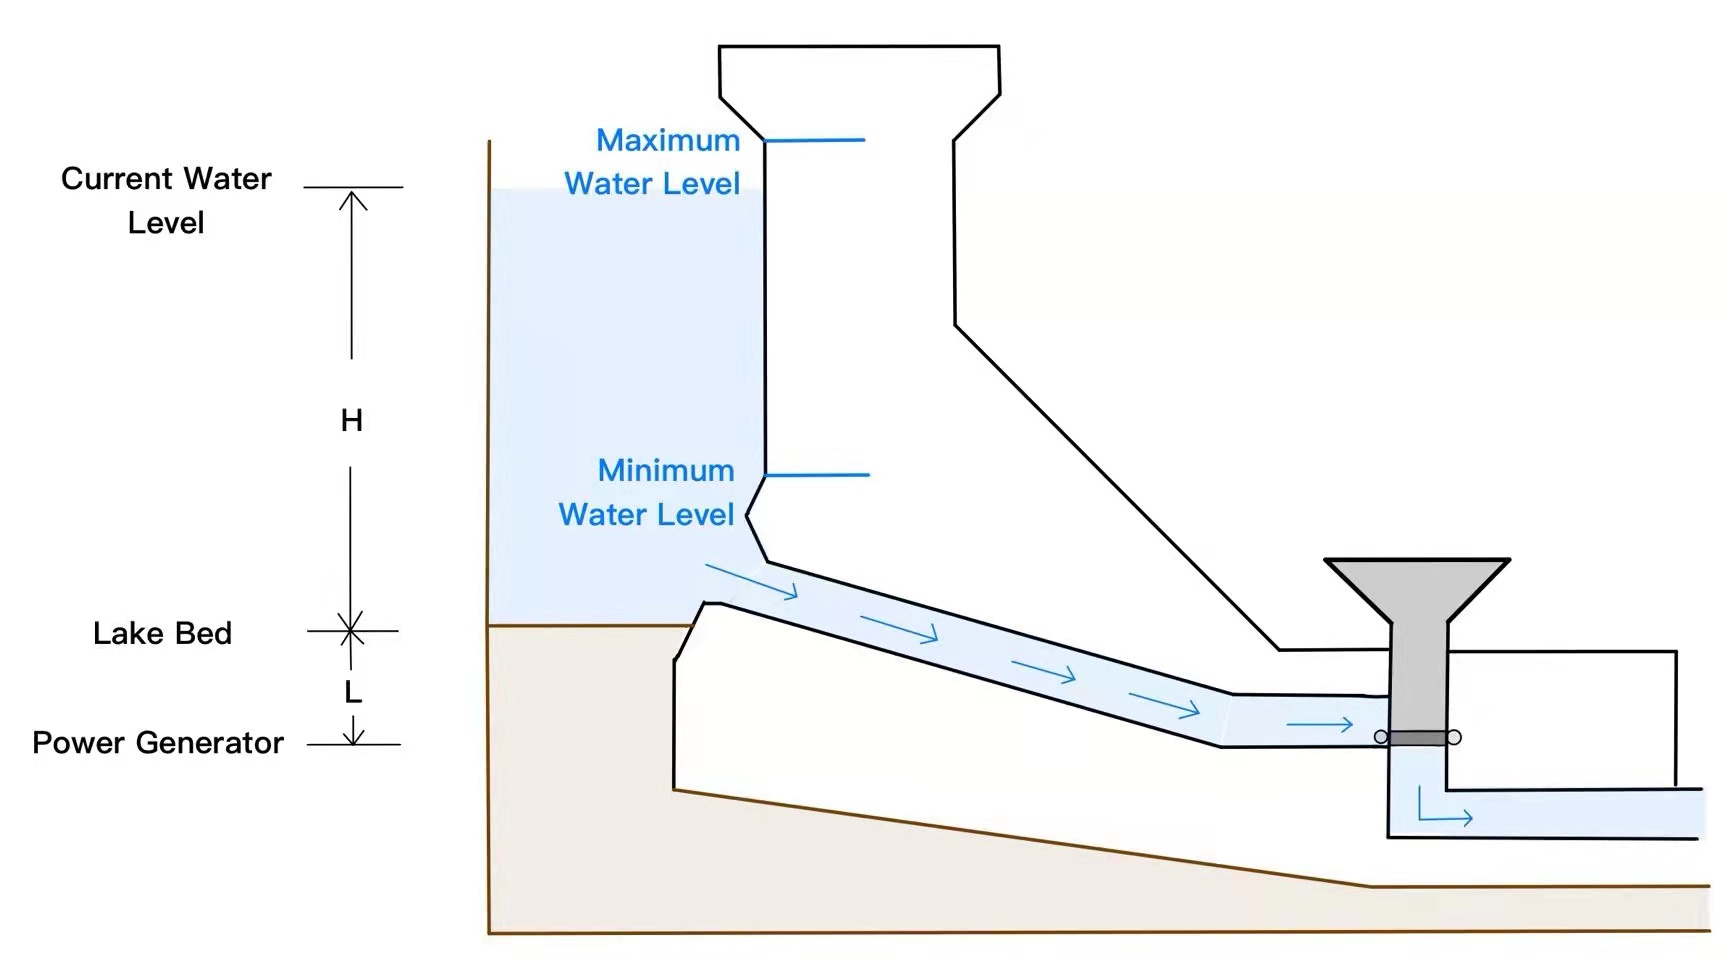 Maximum
Water Level
Current Water
Level
H
Minimum
Water Level
Lake Bed
L
Power Generator